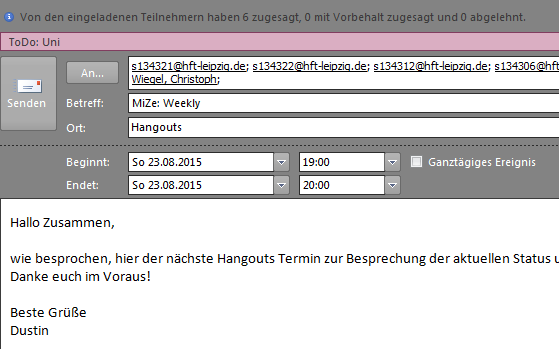 Von den eingeladenen Teilnehmern haben 6 zugesagt, 0 mit Vorbehalt zugesagt und 0 abgelehnt.
ToDo: Uni
Senden
An...
s134321@hft-leipzig.de; s134322@hft-leipzig.de; s134312@hft-leipzig.de; s134306@hft
Wiegel, Christoph;
Betreff: MiZe: Weekly
Ort: Hangouts
Beginnt: So 23.08.2015 19:00 Ganztägiges Ereignis
Endet: So 23.08.2015 20:00
Hallo Zusammen,
wie besprochen, hier der nächste Hangouts Termin zur Besprechung der aktuellen Status u
Danke euch im Voraus!
Beste Grüße
Dustin